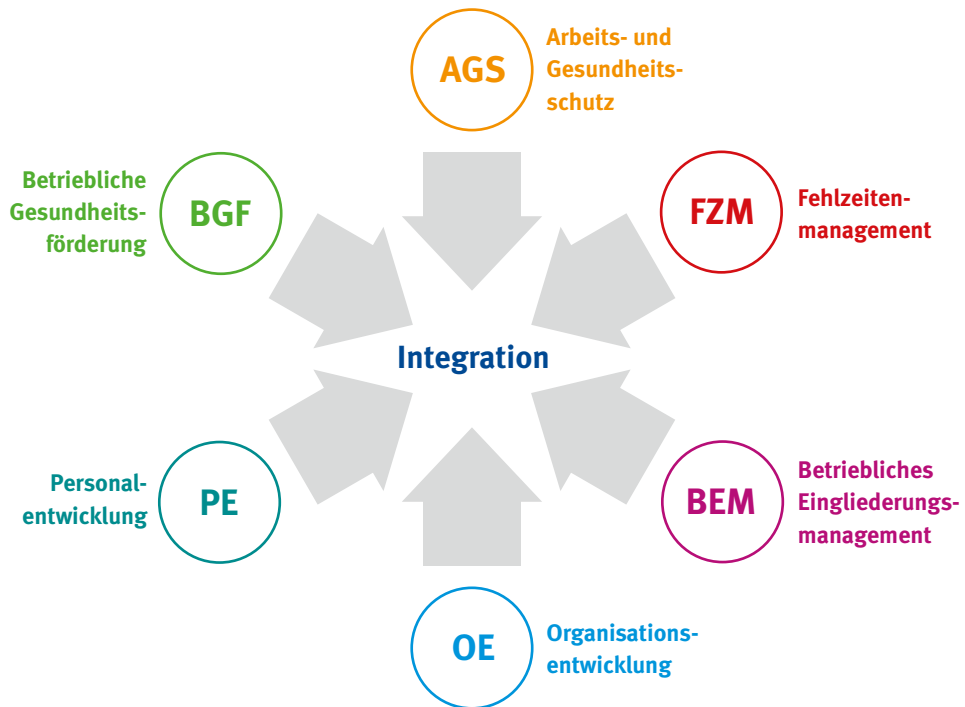 AGS
Arbeits- und
Gesundheits-
schutz
Betriebliche
Gesundheits-
förderung
BGF
FZM
Fehlzeiten-
management
Integration
Personal-
entwicklung
PE
BEM
Betriebliches
Eingliederungs-
management
OE
Organisations-
entwicklung